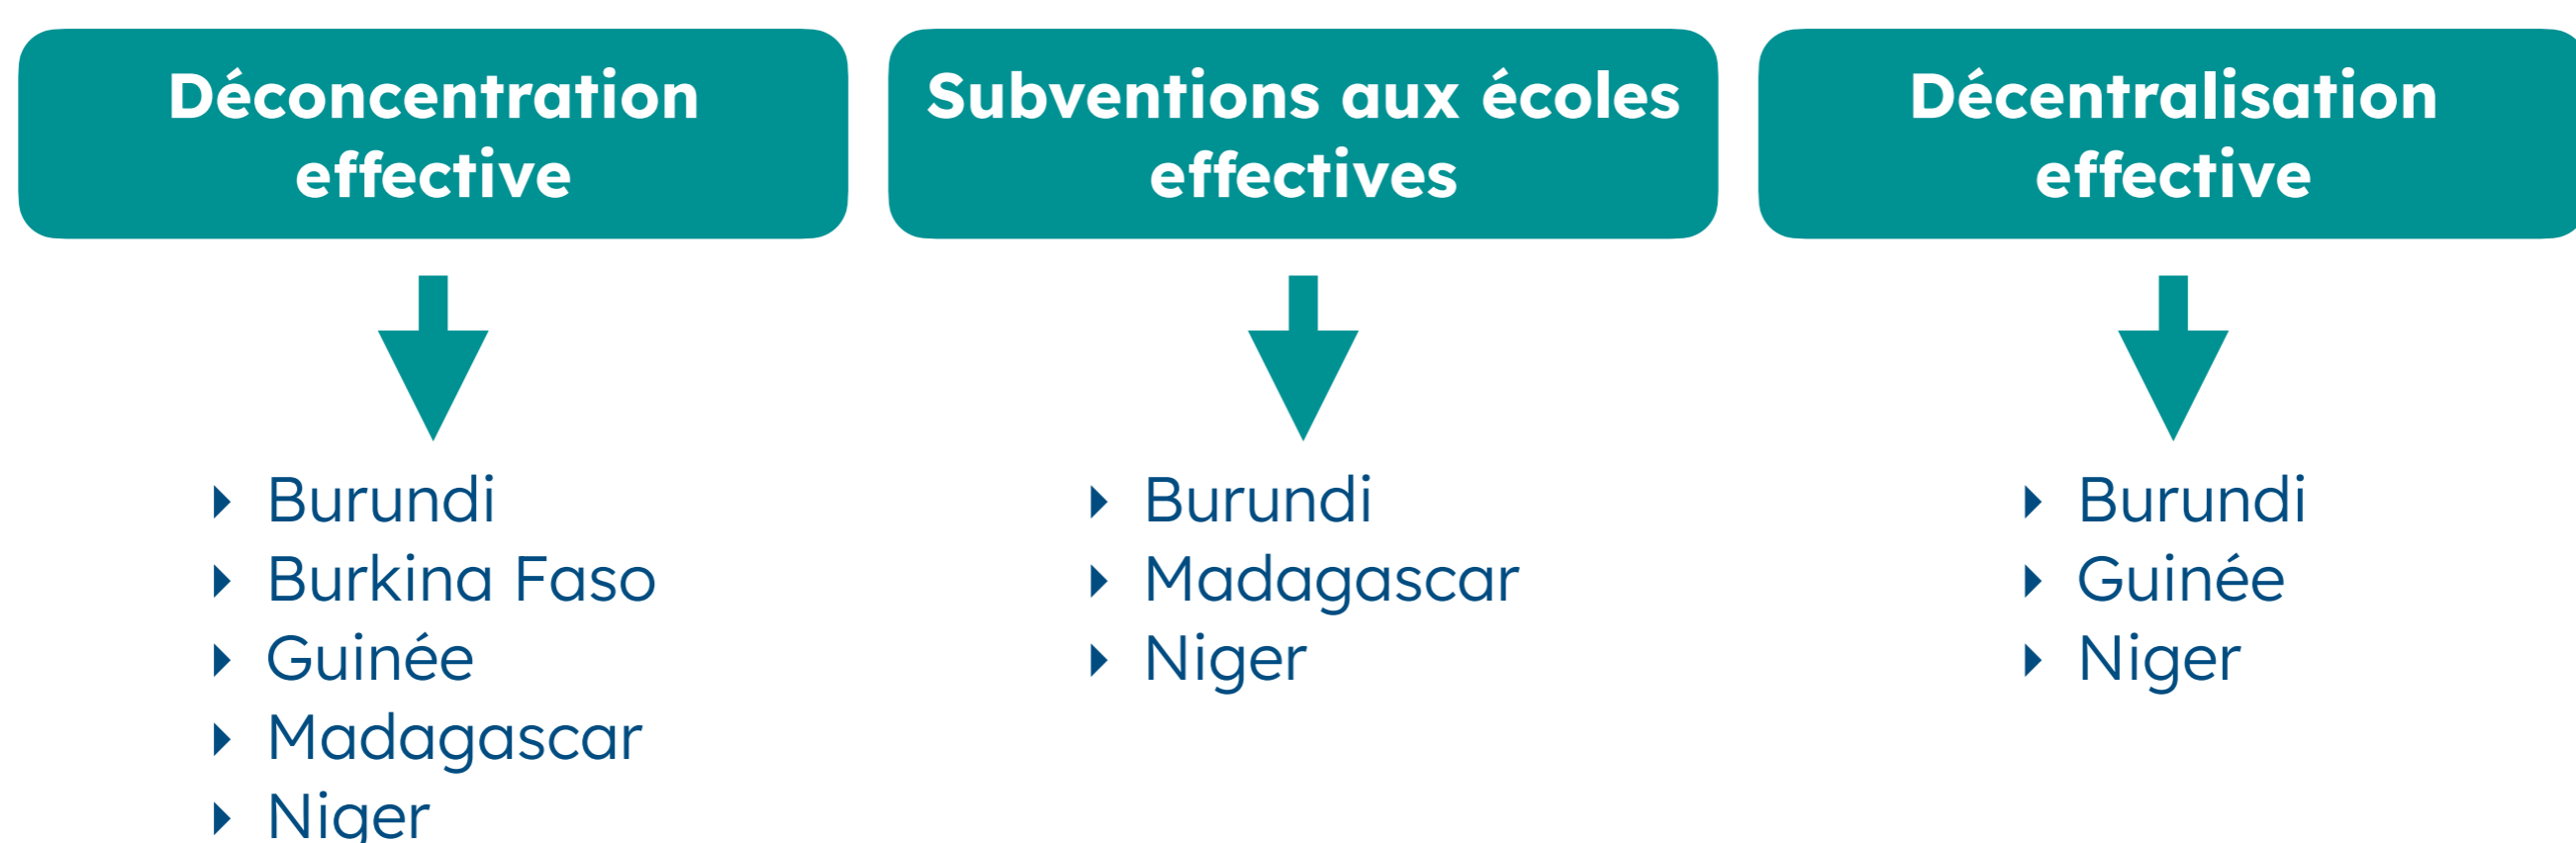 Déconcentration
effective
Subventions aux écoles
effectives
Décentralisation
effective
Burundi
Burkina Faso
Guinée
Madagascar
Niger
Burundi
Madagascar
Niger
Burundi
Guinée
Niger